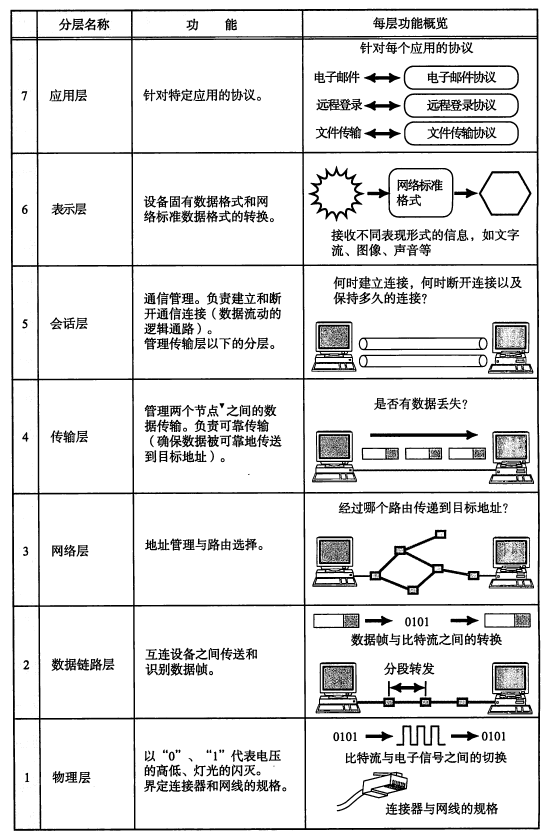 分层名称 功 能 每层功能概览
7 应用层 针对特定应用的协议。
针对每个应用的协议
电子邮件 电子邮件协议
远程登录 远程登录协议
文件传输 文件传输协议
6 表示层
设备固有数据格式和网
络标准数据格式的转换。
网络标准
格式
接收不同表现形式的信息，如文字
流、图像、声音等
5 会话层
通信管理。负责建立和断
开通信连接（数据流动的
逻辑通路）。
管理传输层以下的分层。
何时建立连接，何时断开连接以及
保持多久的连接？
4 传输层
管理两个节点▼之间的数
据传输。负责可靠传输
（确保数据被可靠地传送
到目标地址）。
是否有数据丢失？
3 网络层 地址管理与路由选择。
经过哪个路由传递到目标地址？
2 数据链路层
互连设备之间传送和
识别数据帧。
0101
数据帧与比特流之间的转换
分段转发
1 物理层
以“0”、“1”代表电压
的高低、灯光的闪灭。
界定连接器和网线的规格。
0101 0101
比特流与电子信号之间的切换
连接器与网线的规格